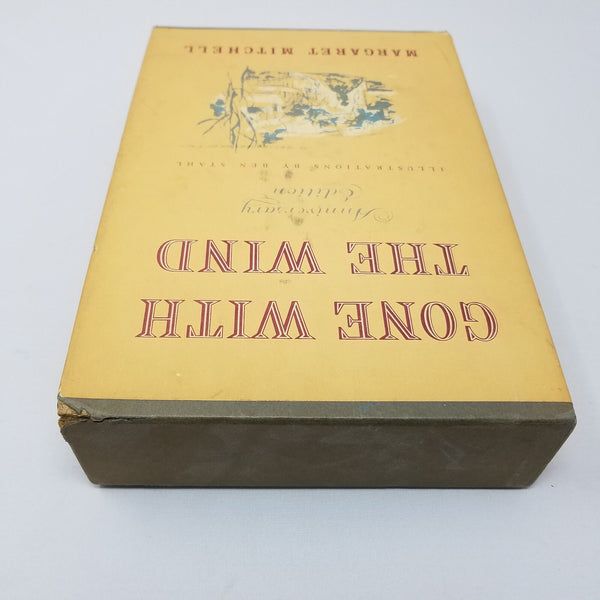 GONE WITH
THE WIND
Anniversary
Edition
ILLUSTRATIONS BY BEN STAHL
MARGARET MITCHELL